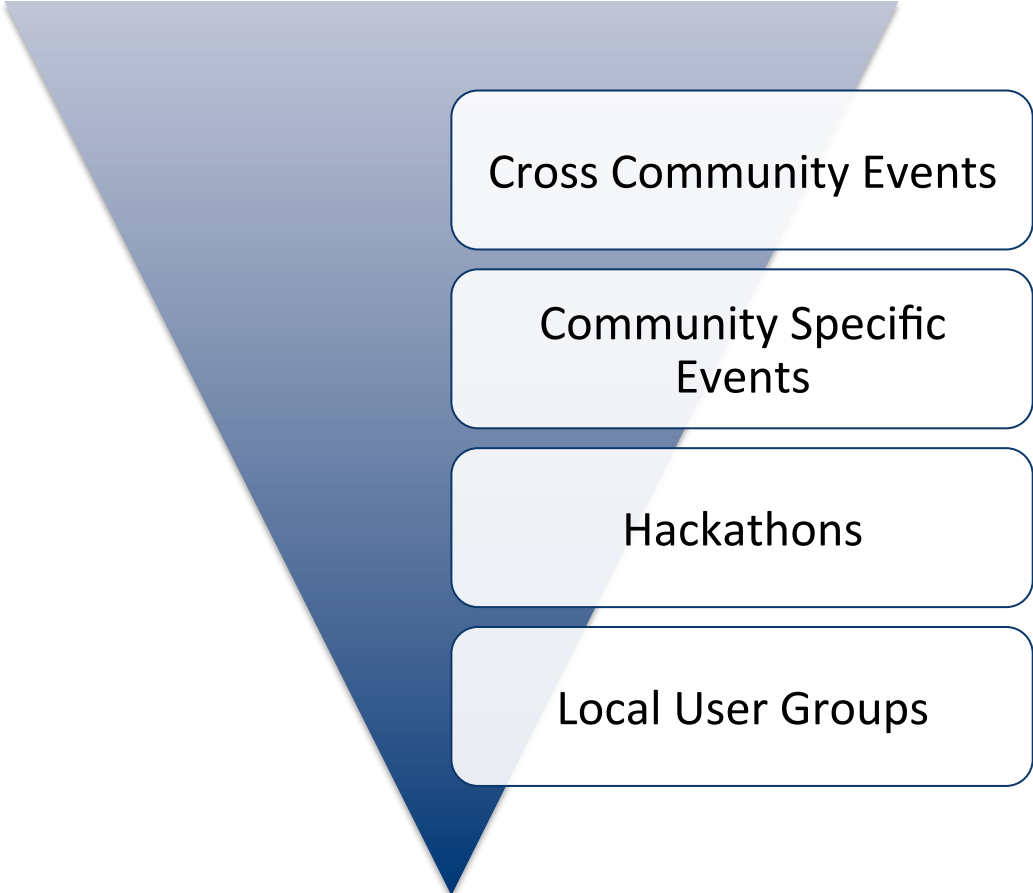 Cross Community Events
Community Specific
Events
Hackathons
Local User Groups